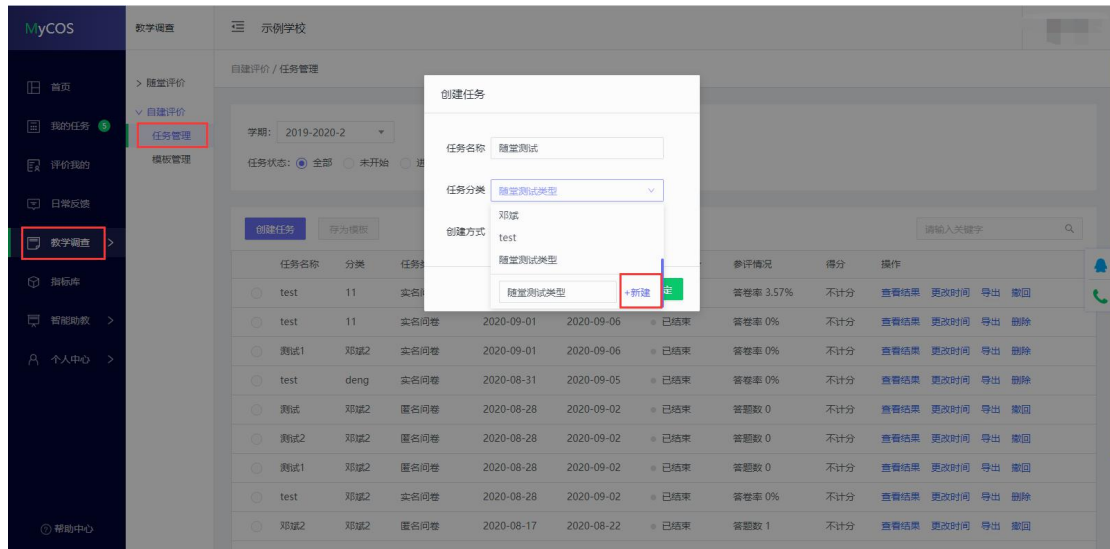 MyCOS
教学调查
示例学校
首页
我的任务 5
评价我的
日常反馈
教学调查 >
指标库
智能助教 >
个人中心 >
帮助中心
> 随堂评价
自建评价
任务管理
模板管理
自建评价 / 任务管理
学期: 2019-2020-2
任务状态: 全部 未开始 进
创建任务 存为模板 请输入关键字
创建任务
任务名称 随堂测试
任务分类 随堂测试类型
创建方式
邓斌
test
随堂测试类型
随堂测试类型 +新建 定
任务名称 分类 任务 参评情况 得分 操作
test 11 实名 答卷率 3.57% 不计分 查看结果 更改时间 导出 撤回
test 11 实名问卷 2020-09-01 2020-09-06 已结束 答卷率 0% 不计分 查看结果 更改时间 导出 删除
测试1 邓斌2 实名问卷 2020-09-01 2020-09-06 已结束 答卷率 0% 不计分 查看结果 更改时间 导出 删除
test deng 实名问卷 2020-08-31 2020-09-05 已结束 答卷率 0% 不计分 查看结果 更改时间 导出 删除
测试 邓斌2 匿名问卷 2020-08-28 2020-09-02 已结束 答题数 0 不计分 查看结果 更改时间 导出 撤回
测试2 邓斌2 匿名问卷 2020-08-28 2020-09-02 已结束 答题数 0 不计分 查看结果 更改时间 导出 撤回
测试1 邓斌2 匿名问卷 2020-08-28 2020-09-02 已结束 答题数 0 不计分 查看结果 更改时间 导出 撤回
test 邓斌2 实名问卷 2020-08-28 2020-09-02 已结束 答卷率 0% 不计分 查看结果 更改时间 导出 删除
邓斌2 邓斌2 匿名问卷 2020-08-17 2020-08-22 已结束 答题数 1 不计分 查看结果 更改时间 导出 撤回